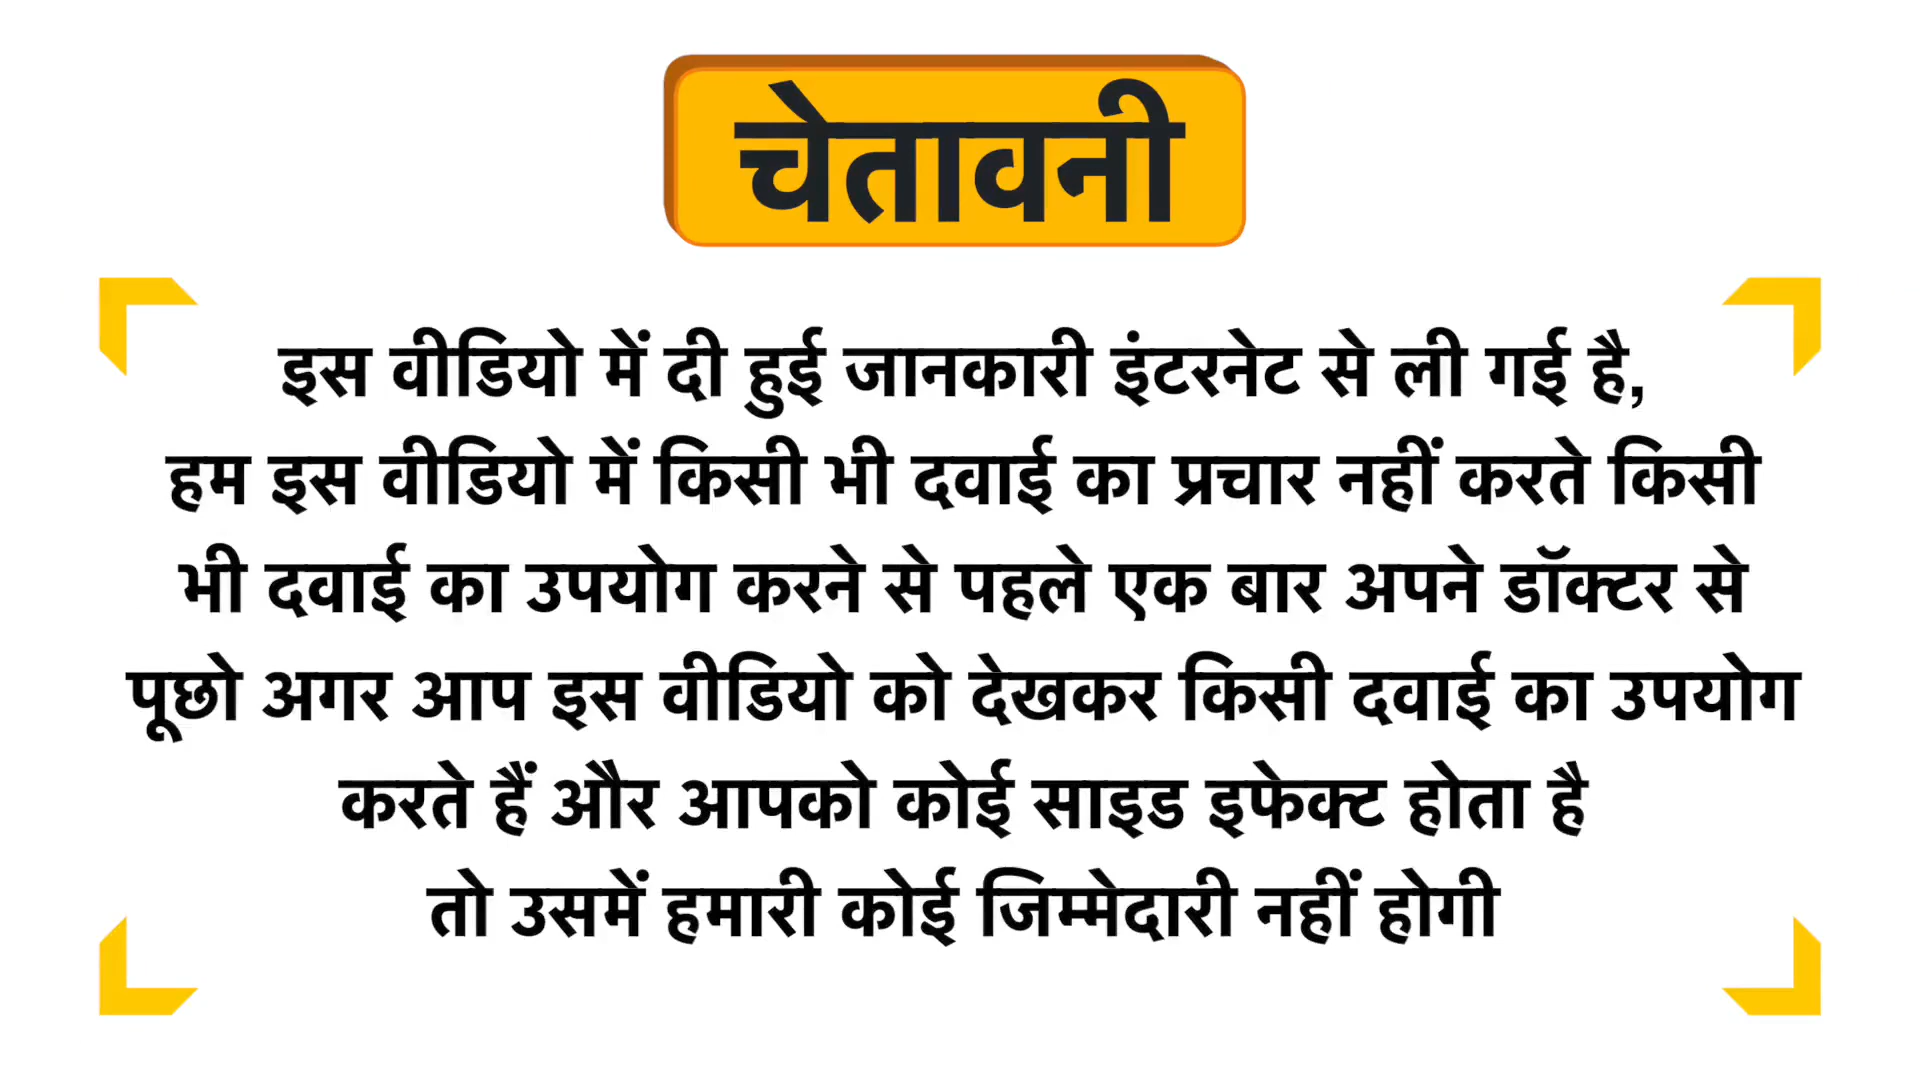 चेतावनी
इस वीडियो में दी हुई जानकारी इंटरनेट से ली गई है,
हम इस वीडियो में किसी भी दवाई का प्रचार नहीं करते किसी
भी दवाई का उपयोग करने से पहले एक बार अपने डॉक्टर से
पूछो अगर आप इस वीडियो को देखकर किसी दवाई का उपयोग
करते हैं और आपको कोई साइड इफेक्ट होता है
तो उसमें हमारी कोई जिम्मेदारी नहीं होगी